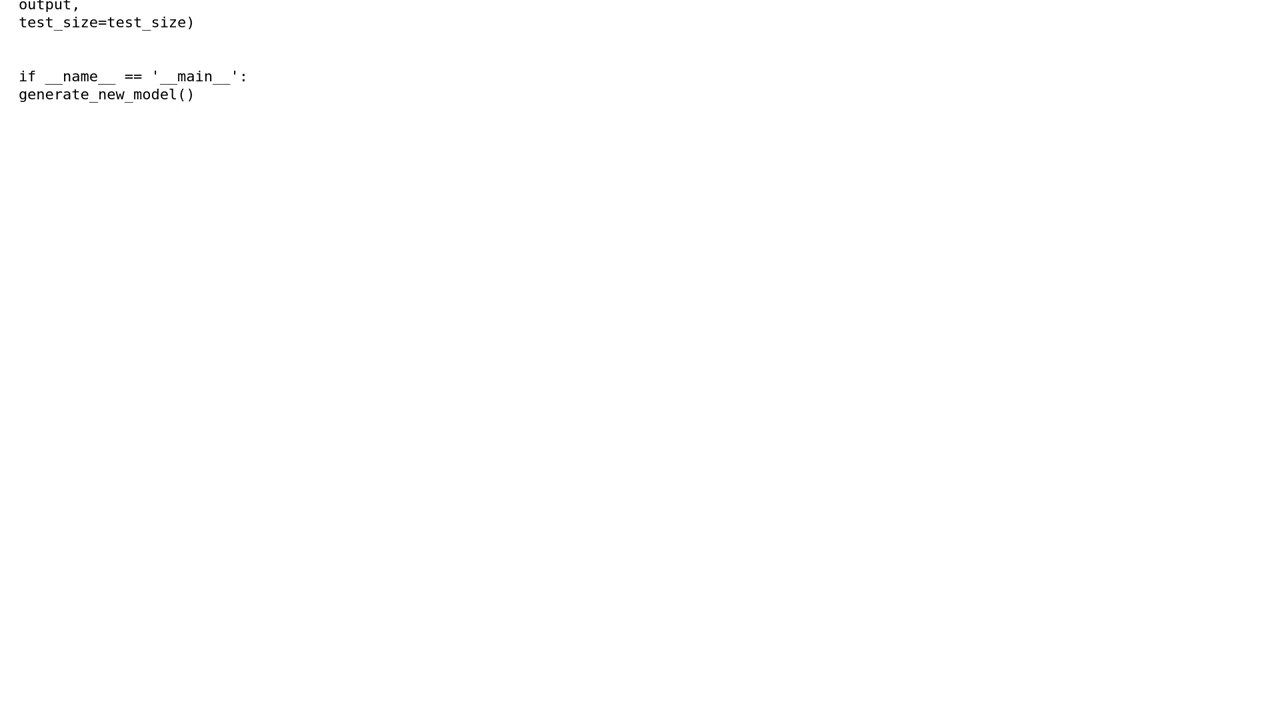 output,
test_size=test_size)
if __name__ == '__main__':
generate_new_model()